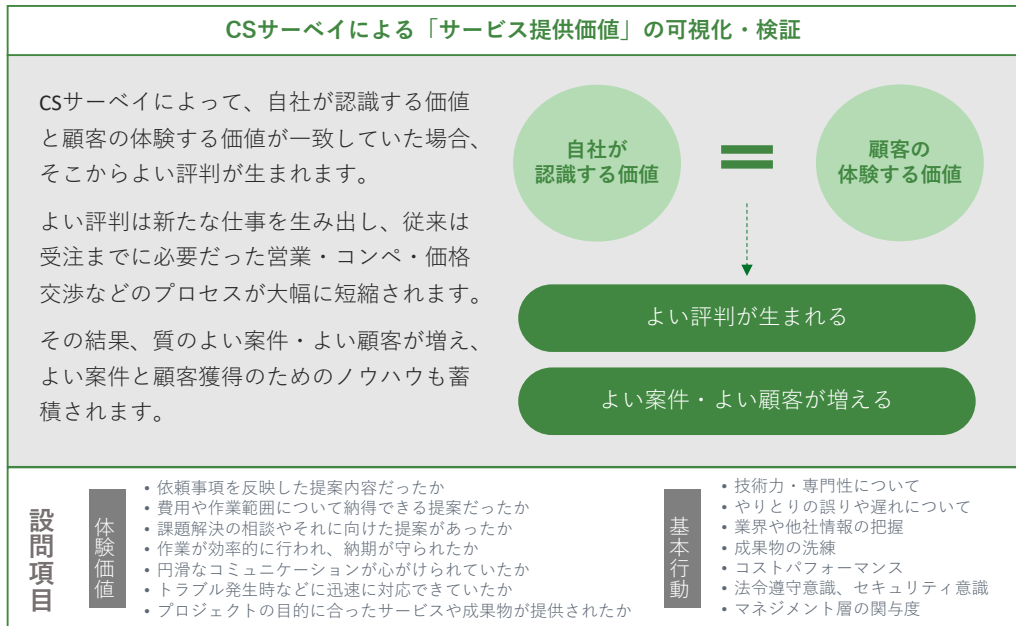 CSサーベイによる「サービス提供価値」の可視化・検証
CSサーベイによって、自社が認識する価値
と顧客の体験する価値が一致していた場合、
そこからよい評判が生まれます。
よい評判は新たな仕事を生み出し、従来は
受注までに必要だった営業・コンペ・価格
交渉などのプロセスが大幅に短縮されます。
その結果、質のよい案件・よい顧客が増え、
よい案件と顧客獲得のためのノウハウも蓄
積されます。
自社が
認識する価値
=
顧客の
体験する価値
よい評判が生まれる
よい案件・よい顧客が増える
設問項目
体験価値
• 依頼事項を反映した提案内容だったか
• 費用や作業範囲について納得できる提案だったか
• 課題解決の相談やそれに向けた提案があったか
• 作業が効率的に行われ、納期が守られたか
• 円滑なコミュニケーションが心がけられていたか
• トラブル発生時などに迅速に対応できていたか
• プロジェクトの目的に合ったサービスや成果物が提供されたか
基本行動
• 技術力・専門性について
• やりとりの誤りや遅れについて
• 業界や他社情報の把握
• 成果物の洗練
• コストパフォーマンス
• 法令遵守意識、セキュリティ意識
• マネジメント層の関与度